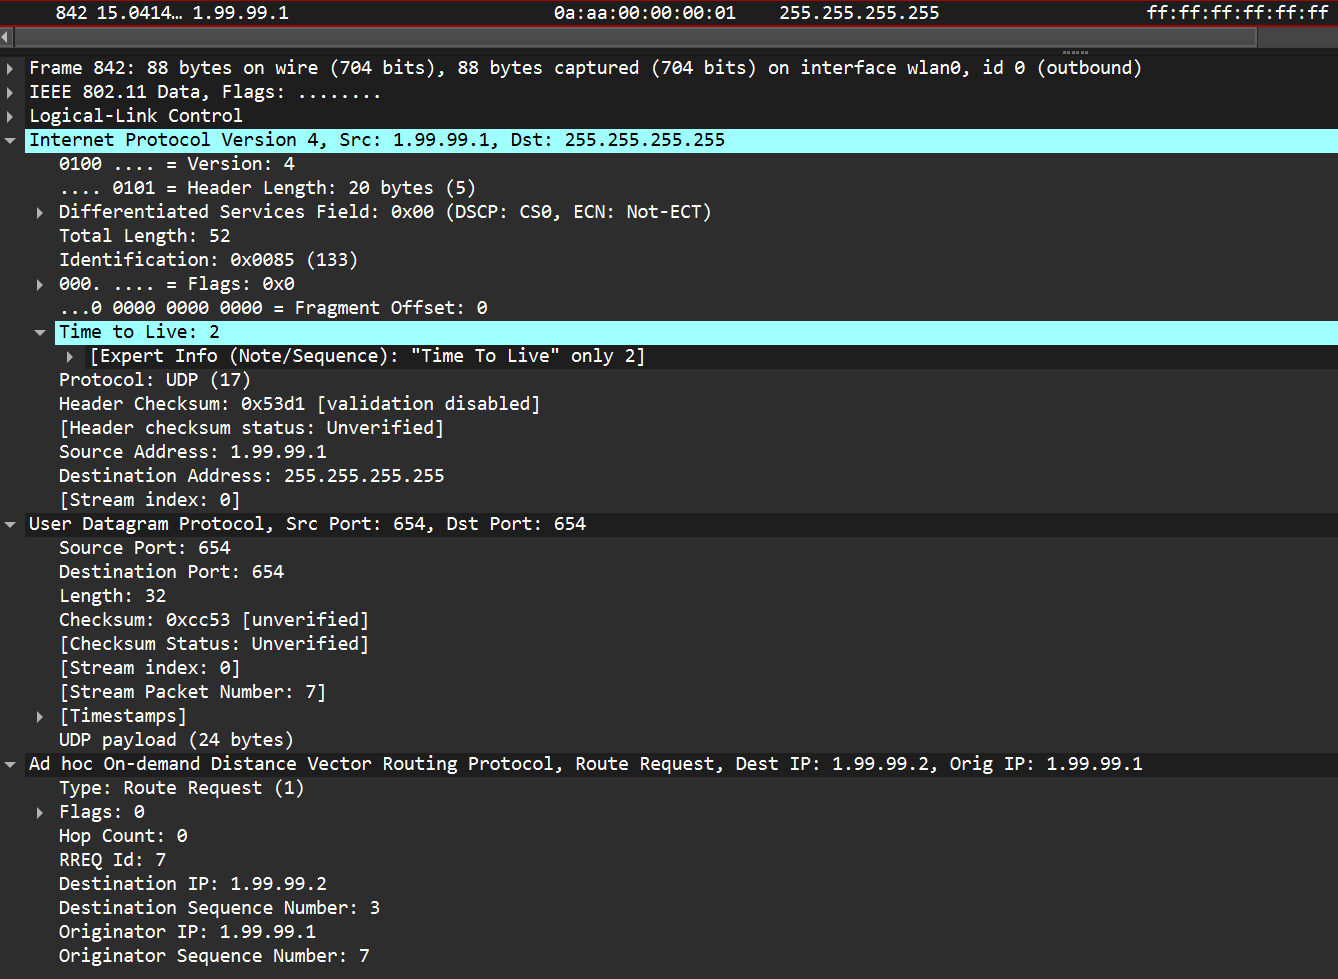 842 15.0414… 1.99.99.1 0a:aa:00:00:00:01 255.255.255.255 ff:ff:ff:ff:ff:ff
Frame 842: 88 bytes on wire (704 bits), 88 bytes captured (704 bits) on interface wlan0, id 0 (outbound)
IEEE 802.11 Data, Flags: ........
Logical-Link Control
Internet Protocol Version 4, Src: 1.99.99.1, Dst: 255.255.255.255
0100 .... = Version: 4
.... 0101 = Header Length: 20 bytes (5)
Differentiated Services Field: 0x00 (DSCP: CS0, ECN: Not-ECT)
Total Length: 52
Identification: 0x0085 (133)
000. .... = Flags: 0x0
...0 0000 0000 0000 = Fragment Offset: 0
Time to Live: 2
[Expert Info (Note/Sequence): "Time To Live" only 2]
Protocol: UDP (17)
Header Checksum: 0x53d1 [validation disabled]
[Header checksum status: Unverified]
Source Address: 1.99.99.1
Destination Address: 255.255.255.255
[Stream index: 0]
User Datagram Protocol, Src Port: 654, Dst Port: 654
Source Port: 654
Destination Port: 654
Length: 32
Checksum: 0xcc53 [unverified]
[Checksum Status: Unverified]
[Stream index: 0]
[Stream Packet Number: 7]
[Timestamps]
UDP payload (24 bytes)
Ad hoc On-demand Distance Vector Routing Protocol, Route Request, Dest IP: 1.99.99.2, Orig IP: 1.99.99.1
Type: Route Request (1)
Flags: 0
Hop Count: 0
RREQ Id: 7
Destination IP: 1.99.99.2
Destination Sequence Number: 3
Originator IP: 1.99.99.1
Originator Sequence Number: 7